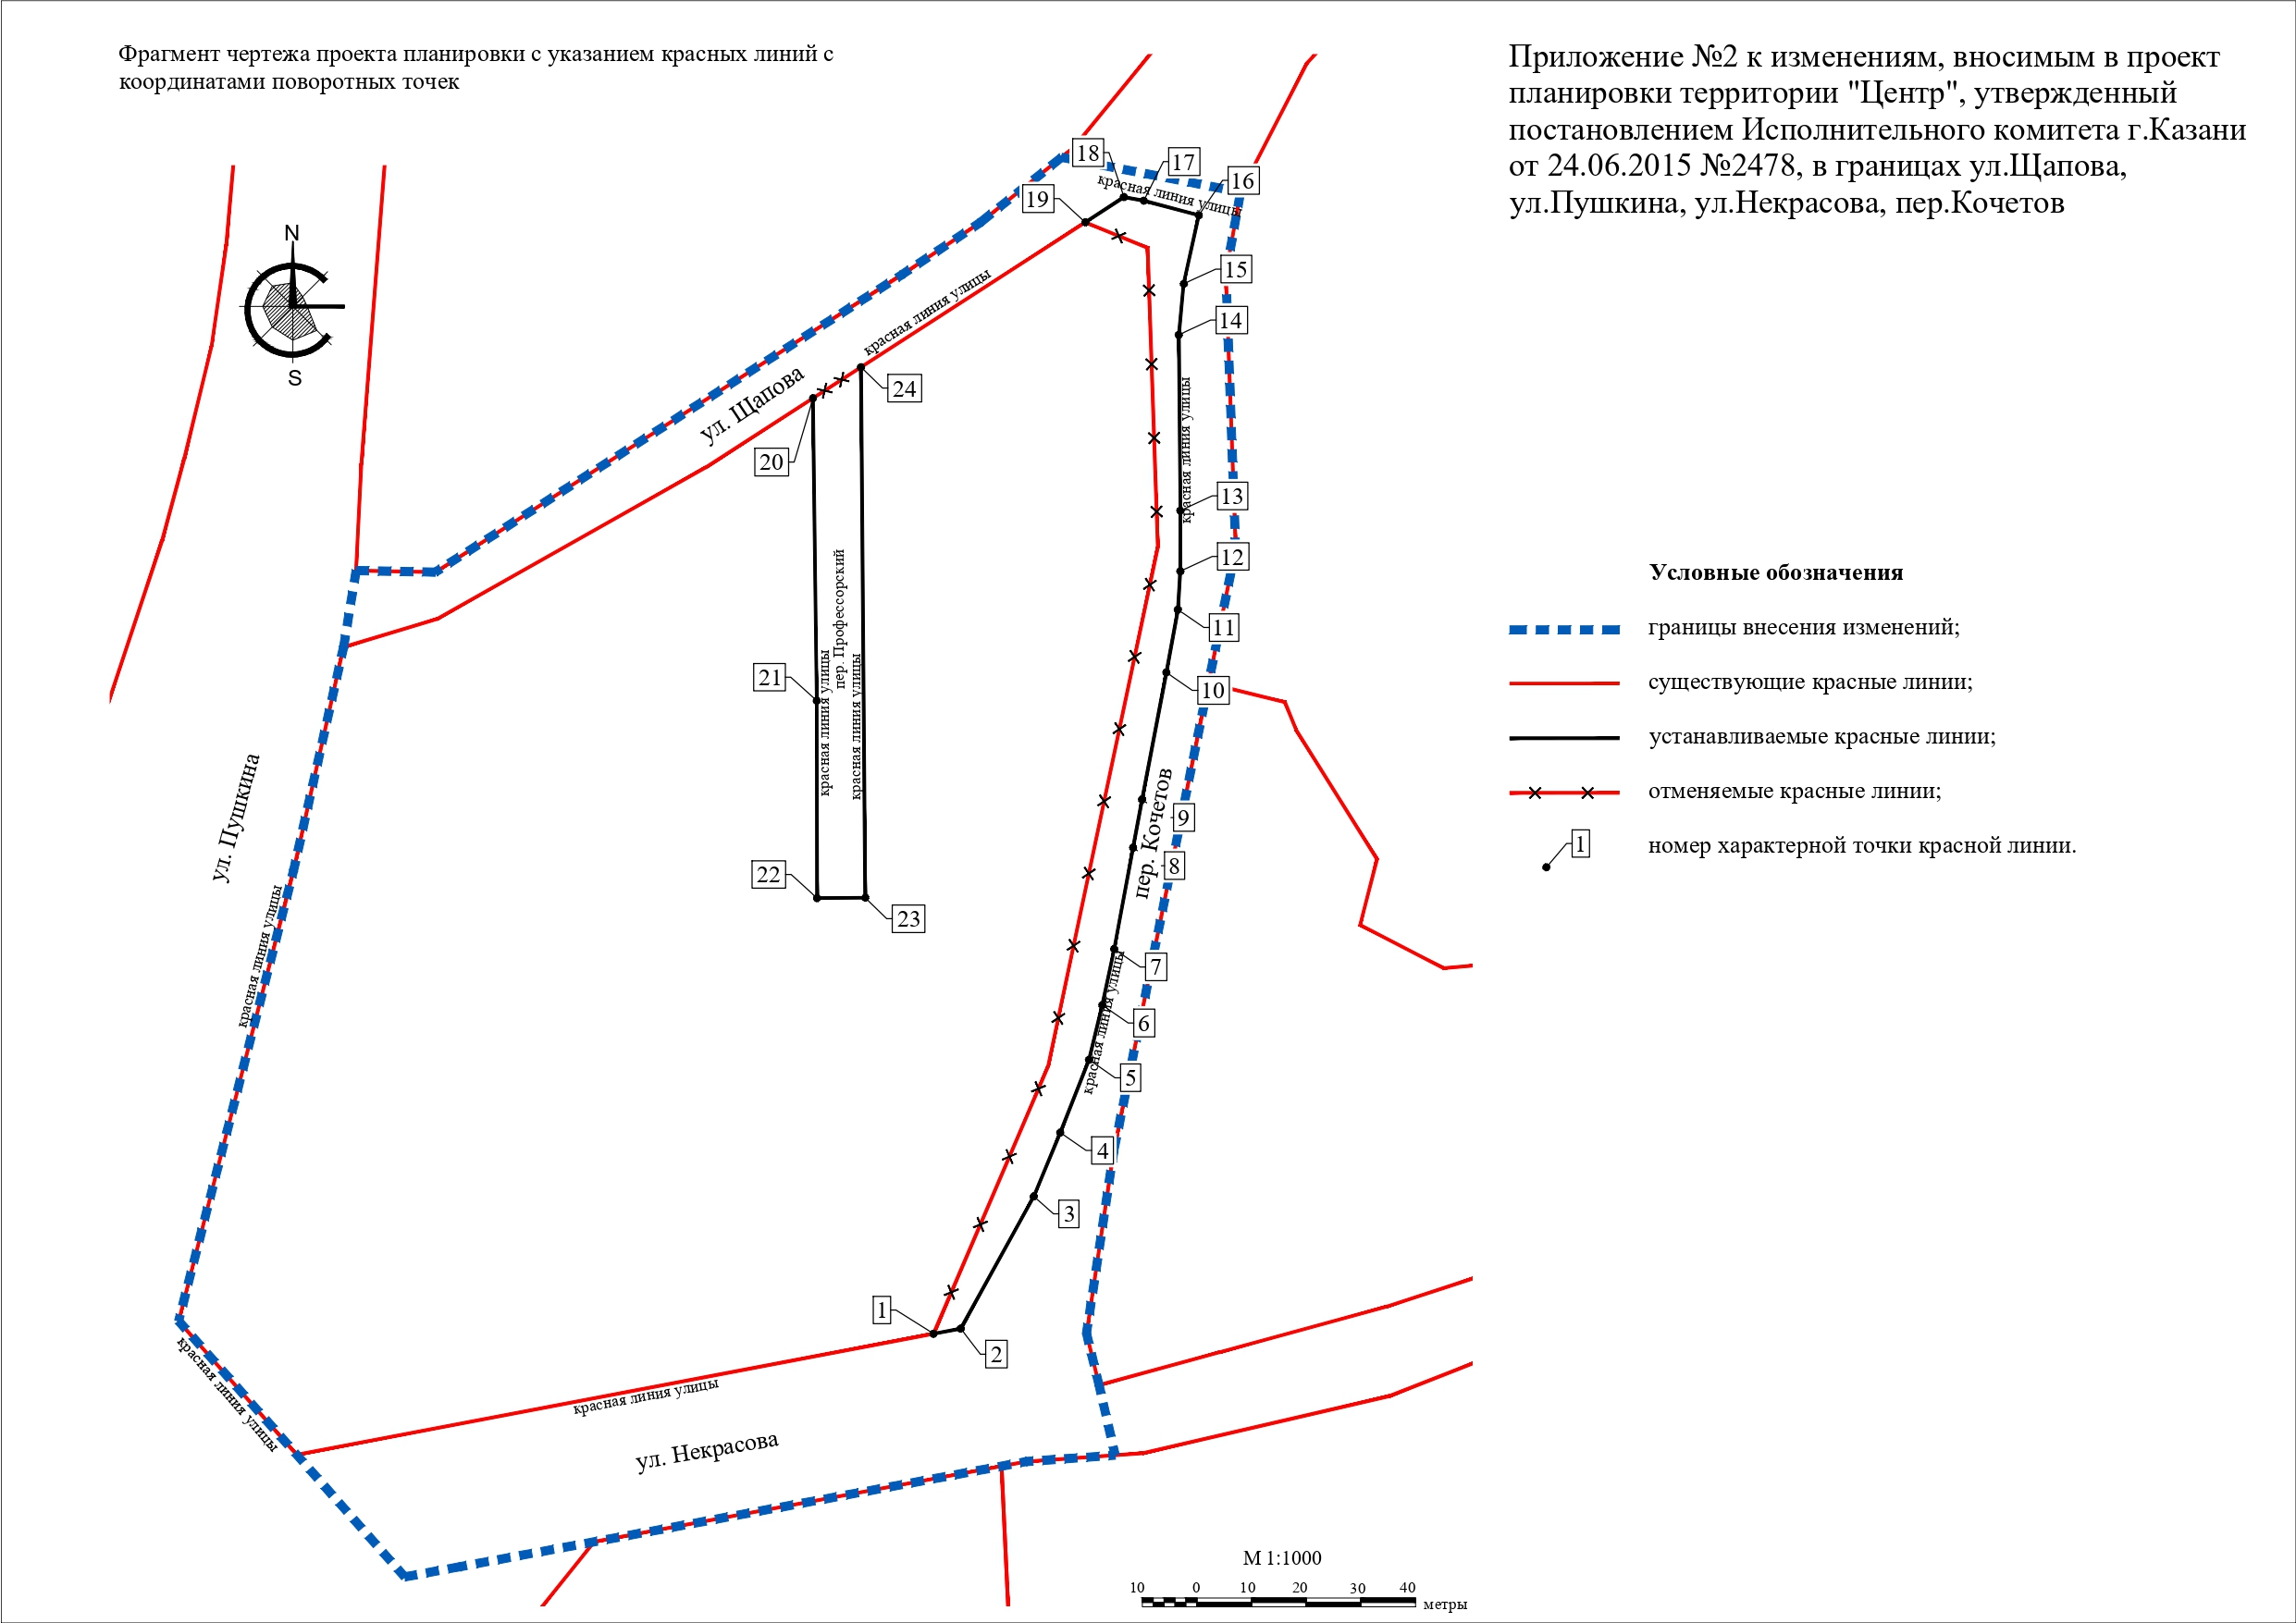 Фрагмент чертежа проекта планировки с указанием красных линий с
координатами поворотных точек
Приложение №2 к изменениям, вносимым в проект
планировки территории "Центр", утвержденный
постановлением Исполнительного комитета г.Казани
от 24.06.2015 №2478, в границах ул.Щапова,
ул.Пушкина, ул.Некрасова, пер.Кочетов
N
S
18
17
16
19
красная линия улицы
15
14
красная линия улицы
ул. Щапова
24
20
красная линия улицы
13
12
11
10
пер. Профессорский
красная линия улицы
красная линия улицы
21
22
23
ул. Пушкина
красная линия улицы
пер. Кочетов
9
8
7
6
5
красная линия улицы
4
3
1
2
красная линия улицы
красная линия улицы
ул. Некрасова
Условные обозначения
границы внесения изменений;
существующие красные линии;
устанавливаемые красные линии;
отменяемые красные линии;
1
номер характерной точки красной линии.
М 1:1000
10 0 10 20 30 40
метры